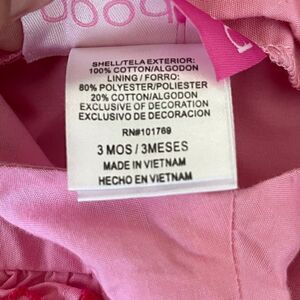 SHELL/TELA EXTERIOR:
100% COTTON/ALGODON
LINING / FORRO:
80% POLYESTER/POLIESTER
20% COTTON/ALGODON
EXCLUSIVE OF DECORATION
EXCLUSIVO DE DECORACION
RN#101769
3 MOS / 3MESES
MADE IN VIETNAM
HECHO EN VIETNAM